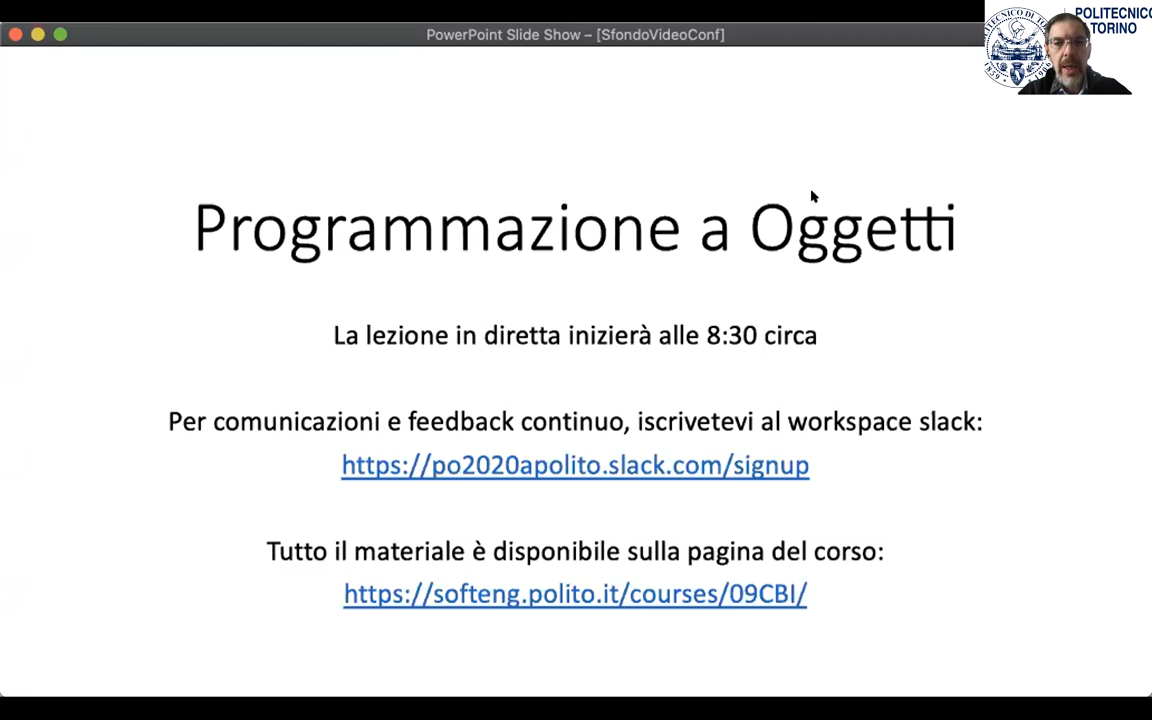 PowerPoint Slide Show – [SfondoVideoConf]
POLITECNICO
TORINO
Programmazione a Oggetti
La lezione in diretta inizierà alle 8:30 circa
Per comunicazioni e feedback continuo, iscrivetevi al workspace slack:
https://po2020apolito.slack.com/signup
Tutto il materiale è disponibile sulla pagina del corso:
https://softeng.polito.it/courses/09CBI/